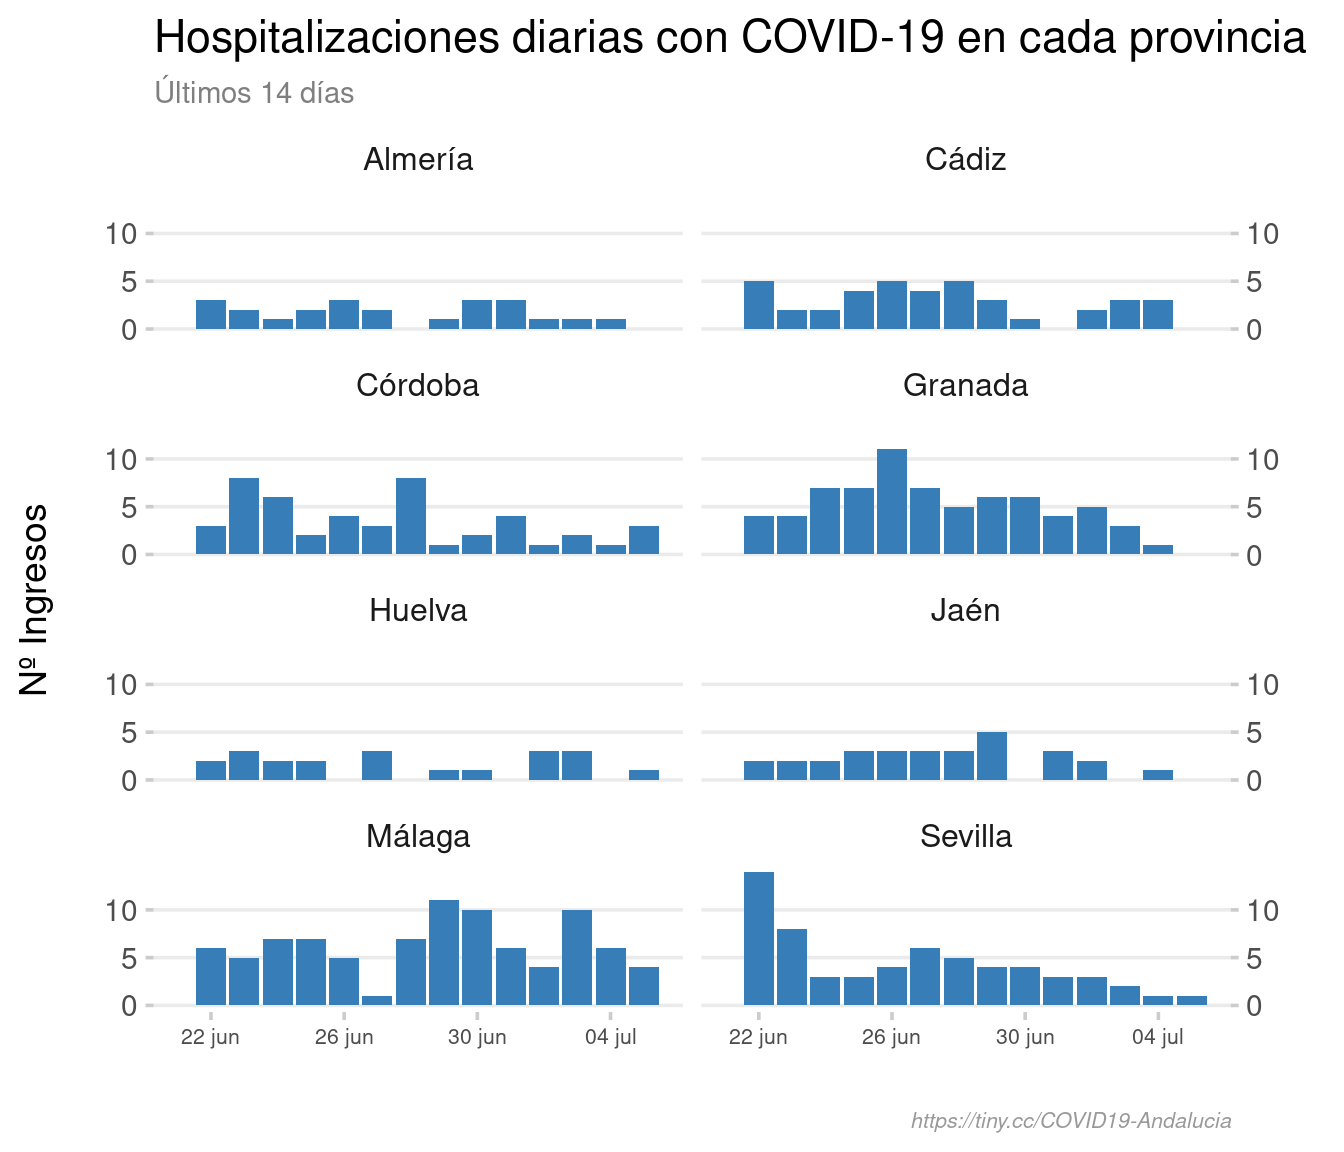 Hospitalizaciones diarias con COVID-19 en cada provincia
Últimos 14 días
Almería
Cádiz
10
5
0
10
5
0
Córdoba
Granada
10
5
0
10
5
0
Nº Ingresos
Huelva
Jaén
10
5
0
10
5
0
Málaga
Sevilla
10
5
0
10
5
0
22 jun 26 jun 30 jun 04 jul
22 jun 26 jun 30 jun 04 jul
https://tiny.cc/COVID19-Andalucia